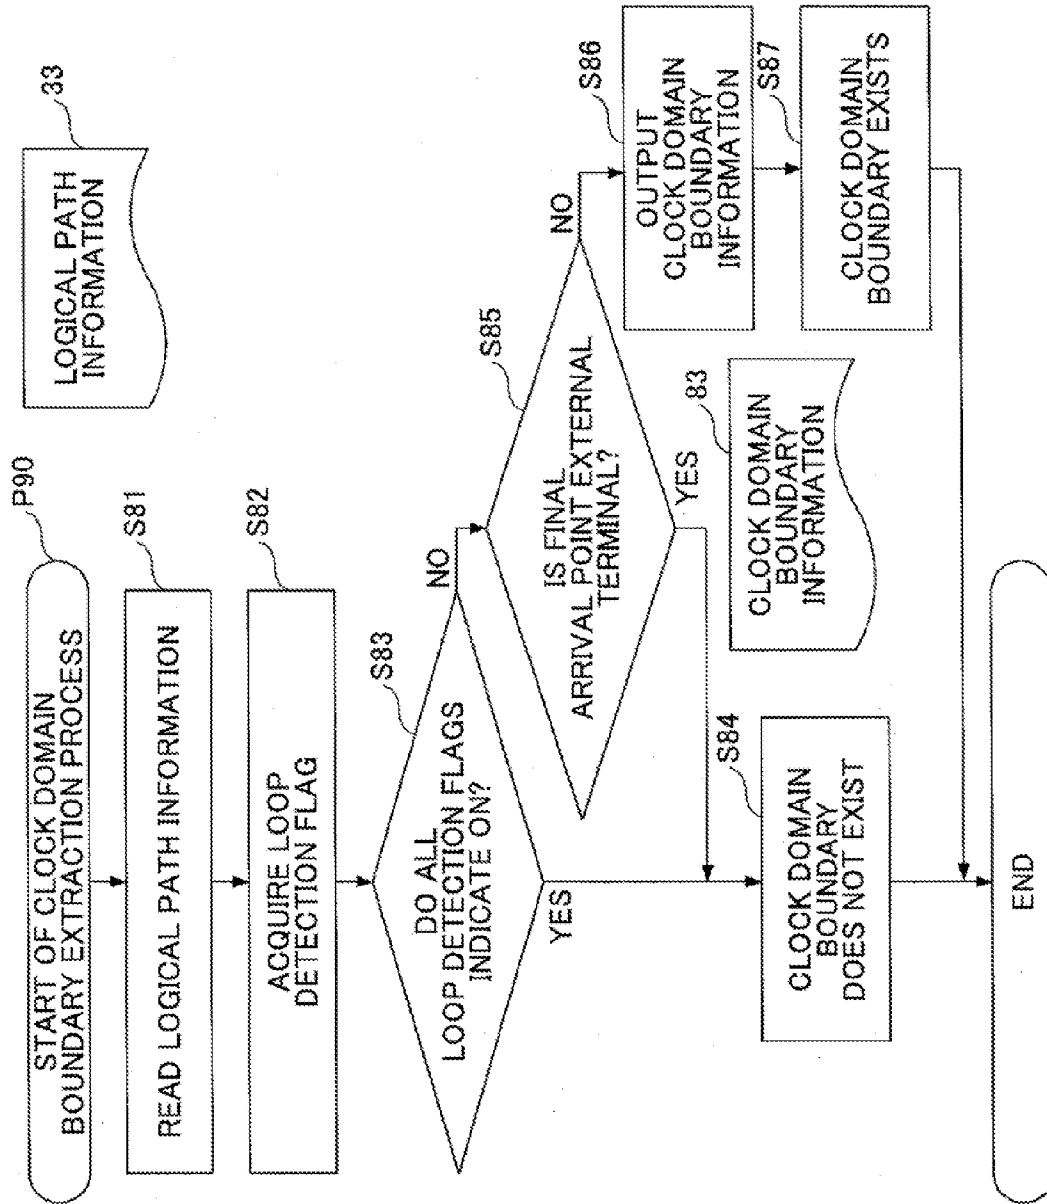 P90
START OF CLOCK DOMAIN
BOUNDARY EXTRACTION PROCESS
33
LOGICAL PATH
INFORMATION
S81
READ LOGICAL PATH INFORMATION
S82
ACQUIRE LOOP
DETECTION FLAG
S83
DO ALL
LOOP DETECTION FLAGS
INDICATE ON?
NO
YES
S85
IS FINAL
ARRIVAL POINT EXTERNAL
TERMINAL?
NO
YES
S86
OUTPUT
CLOCK DOMAIN
BOUNDARY
INFORMATION
S87
CLOCK DOMAIN
BOUNDARY EXISTS
83
CLOCK DOMAIN
BOUNDARY
INFORMATION
S84
CLOCK DOMAIN
BOUNDARY
DOES NOT EXIST
END